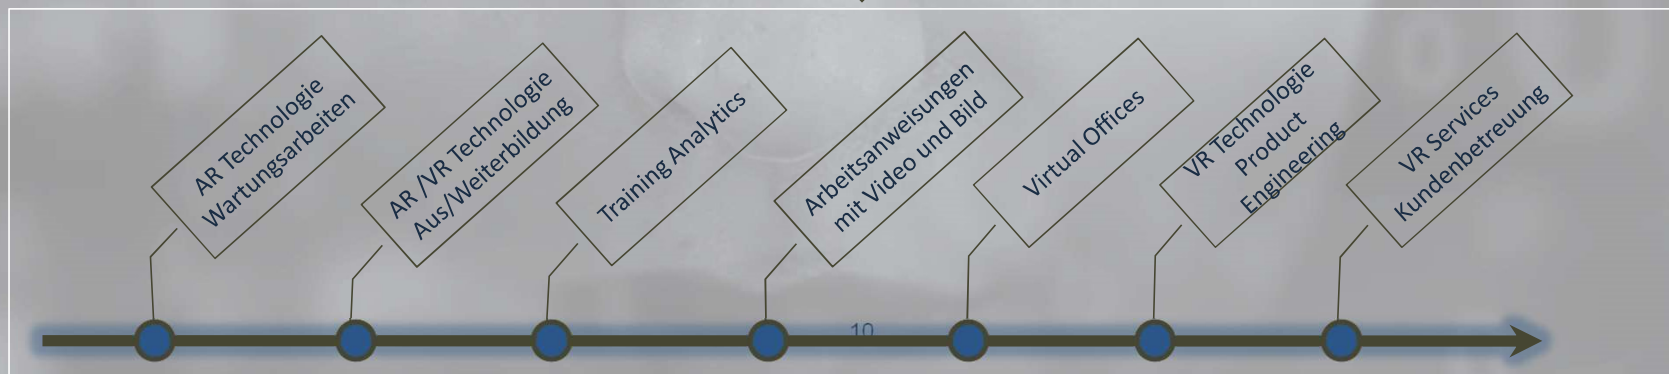 AR Technologie
Wartungsarbeiten
AR /VR Technologie
Aus/Weiterbildung
Training Analytics
Arbeitsanweisungen
mit Video und Bild
Virtual Offices
VR Technologie
Product
Engineering
VR Services
Kundenbetreuung
10